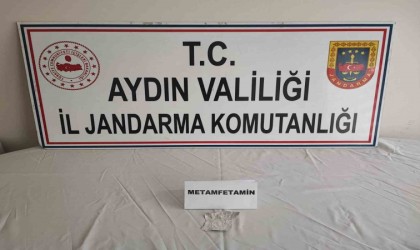 T.C.
AYDIN VALİLİĞİ
İL JANDARMA KOMUTANLIĞI
METAMFETAMİN